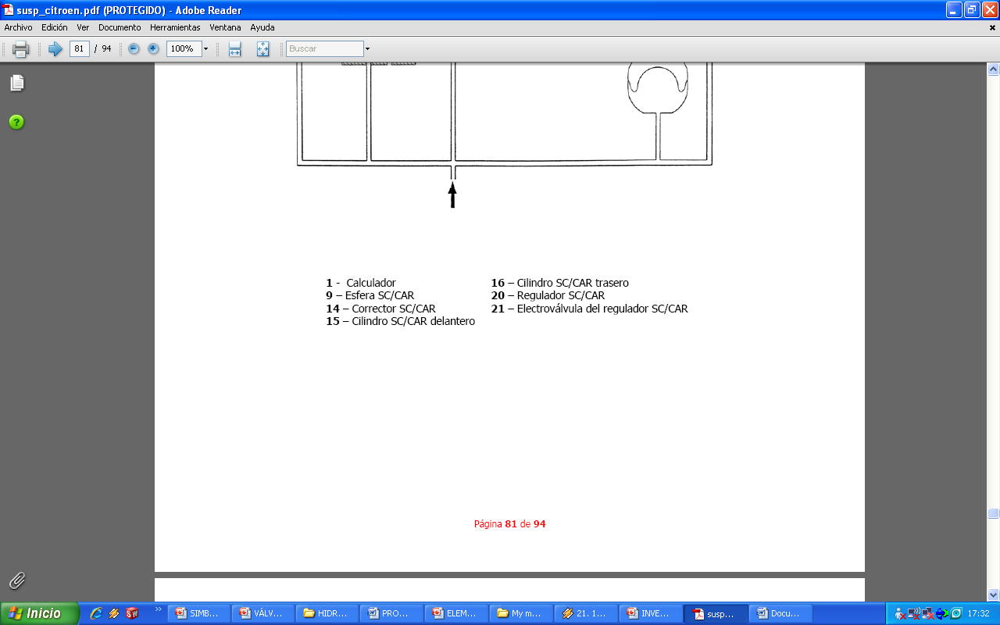 susp_citroen.pdf (PROTEGIDO) - Adobe Reader
Archivo Edición Ver Documento Herramientas Ventana Ayuda
81 / 94 100% Buscar
1 - Calculador
9 – Esfera SC/CAR
14 – Corrector SC/CAR
15 – Cilindro SC/CAR delantero
16 – Cilindro SC/CAR trasero
20 – Regulador SC/CAR
21 – Electroválvula del regulador SC/CAR
Página 81 de 94
Inicio SIMB... VÁLV... HIDR... PRO... ELEM... My m... 21. 1... INVE... susp... Docu... 17:32